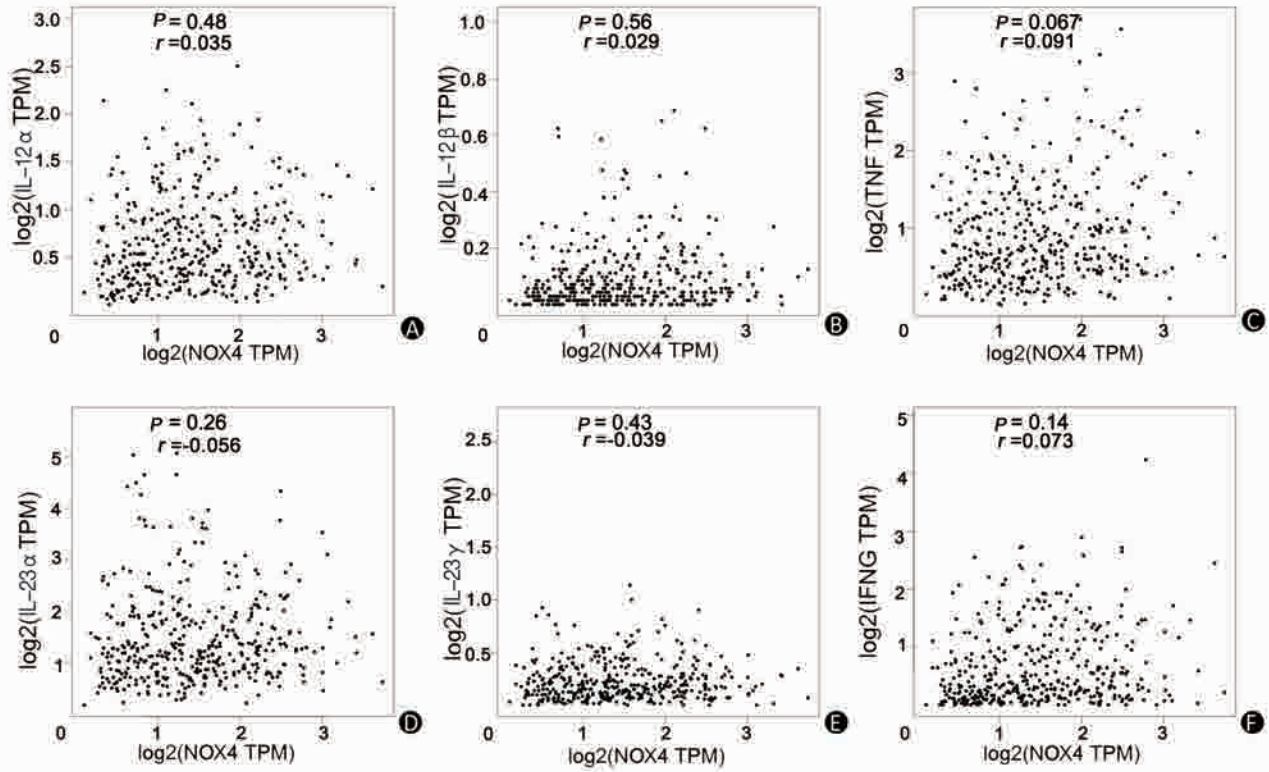 P = 0.48
r =0.035
log2(IL-12α TPM)
3.0
2.5
2.0
1.5
1.0
0.5
0
1
2
3
log2(NOX4 TPM)
A
P = 0.56
r =0.029
log2(IL-12β TPM)
1.0
0.8
0.6
0.4
0.2
0
1
2
3
log2(NOX4 TPM)
B
P = 0.067
r =0.091
log2(TNF TPM)
3
2
1
0
1
2
3
log2(NOX4 TPM)
C
P = 0.26
r =-0.056
log2(IL-23α TPM)
5
4
3
2
1
0
1
2
3
log2(NOX4 TPM)
D
P = 0.43
r =-0.039
log2(IL-23γ TPM)
2.5
2.0
1.5
1.0
0.5
0
1
2
3
log2(NOX4 TPM)
E
P = 0.14
r =0.073
log2(IFNG TPM)
5
4
3
2
1
0
1
2
3
log2(NOX4 TPM)
F